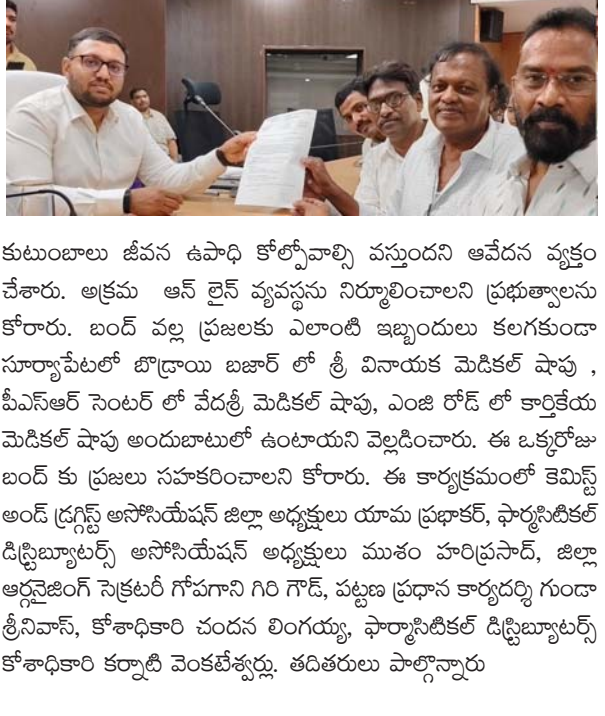 కుటుంబాలు జీవన ఉపాధి కోల్పోవాల్సి వస్తుందని ఆవేదన వ్యక్తం
చేశారు. అక్రమ ఆన్ లైన్ వ్యవస్థను నిర్మూలించాలని ప్రభుత్వాలను
కోరారు. బంద్ వల్ల ప్రజలకు ఎలాంటి ఇబ్బందులు కలగకుండా
సూర్యాపేటలో బొడ్రాయి బజార్ లో శ్రీ వినాయక మెడికల్ షాపు ,
పీఎస్ఆర్ సెంటర్ లో వేదశ్రీ మెడికల్ షాపు, ఎంజి రోడ్ లో కార్తికేయ
మెడికల్ షాపు అందుబాటులో ఉంటాయని వెల్లడించారు. ఈ ఒక్కరోజు
బంద్ కు ప్రజలు సహకరించాలని కోరారు. ఈ కార్యక్రమంలో కెమిస్ట్
అండ్ డ్రగ్గిస్ట్ అసోసియేషన్ జిల్లా అధ్యక్షులు యామ ప్రభాకర్, ఫార్మసిటికల్
డిస్ట్రిబ్యూటర్స్ అసోసియేషన్ అధ్యక్షులు ముశం హరిప్రసాద్, జిల్లా
ఆర్గనైజింగ్ సెక్రటరీ గోపగాని గిరి గౌడ్, పట్టణ ప్రధాన కార్యదర్శి గుండా
శ్రీనివాస్, కోశాధికారి చందన లింగయ్య, ఫార్మాసిటికల్ డిస్ట్రిబ్యూటర్స్
కోశాధికారి కర్నాటి వెంకటేశ్వర్లు. తదితరులు పాల్గొన్నారు